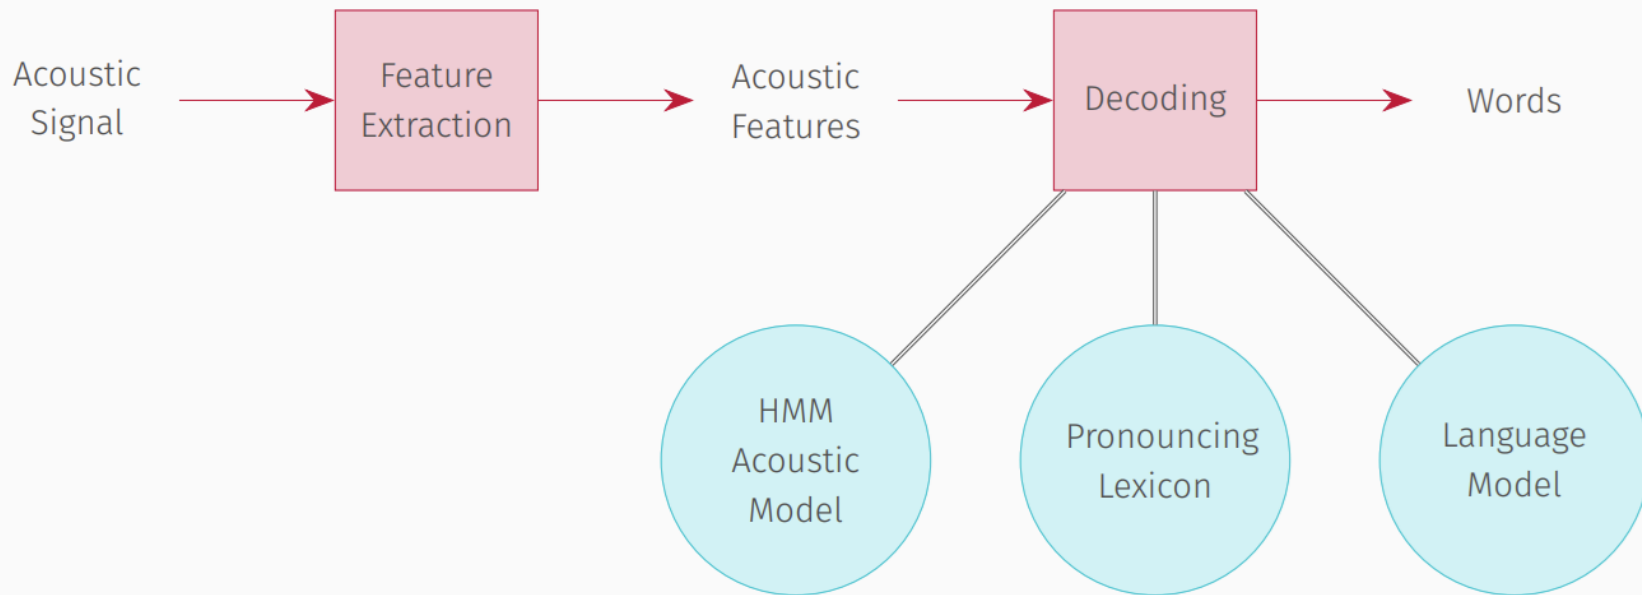 Acoustic
Signal
Feature
Extraction
Acoustic
Features
Decoding
Words
HMM
Acoustic
Model
Pronouncing
Lexicon
Language
Model